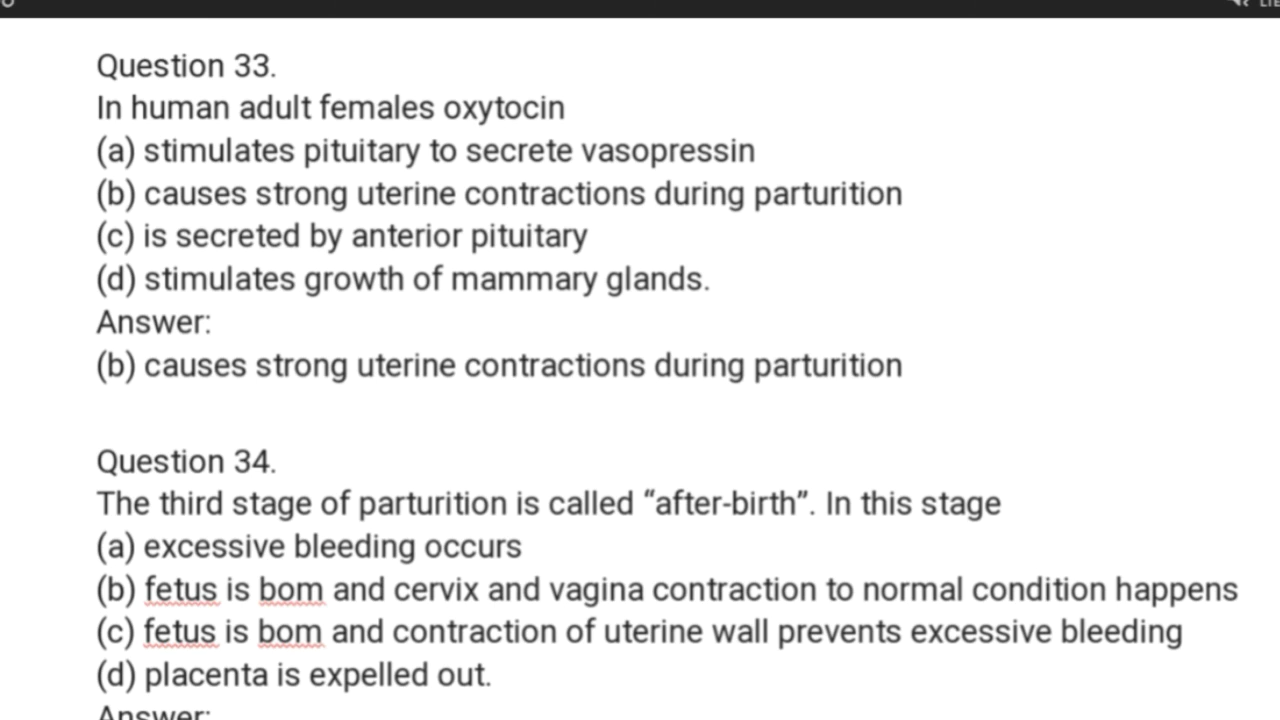 Question 33.
In human adult females oxytocin
(a) stimulates pituitary to secrete vasopressin
(b) causes strong uterine contractions during parturition
(c) is secreted by anterior pituitary
(d) stimulates growth of mammary glands.
Answer:
(b) causes strong uterine contractions during parturition
Question 34.
The third stage of parturition is called “after-birth”. In this stage
(a) excessive bleeding occurs
(b) fetus is bom and cervix and vagina contraction to normal condition happens
(c) fetus is bom and contraction of uterine wall prevents excessive bleeding
(d) placenta is expelled out.
Answer: